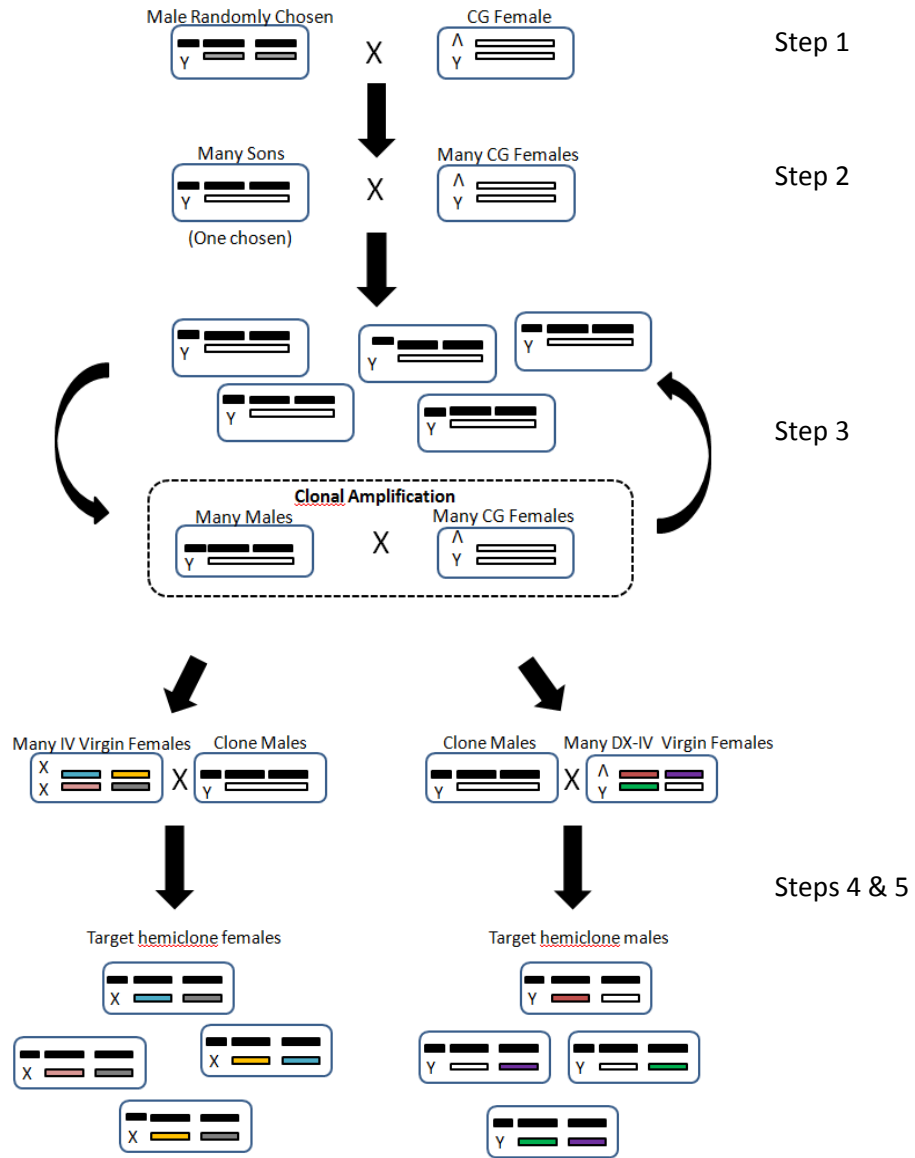 Male Randomly Chosen
CG Female
Step 1
Y
X
Λ
Y
Many Sons
Many CG Females
Step 2
Y
X
Λ
Y
(One chosen)
Y
Y
Y
Y
Y
Step 3
Clonal Amplification
Many Males
Many CG Females
Y
X
Λ
Y
Many IV Virgin Females
Clone Males
Clone Males
Many DX-IV Virgin Females
X
X
X
Y
Y
X
Λ
Y
Steps 4 & 5
Target hemiclone females
Target hemiclone males
X
Y
X
X
Y
Y
X
Y